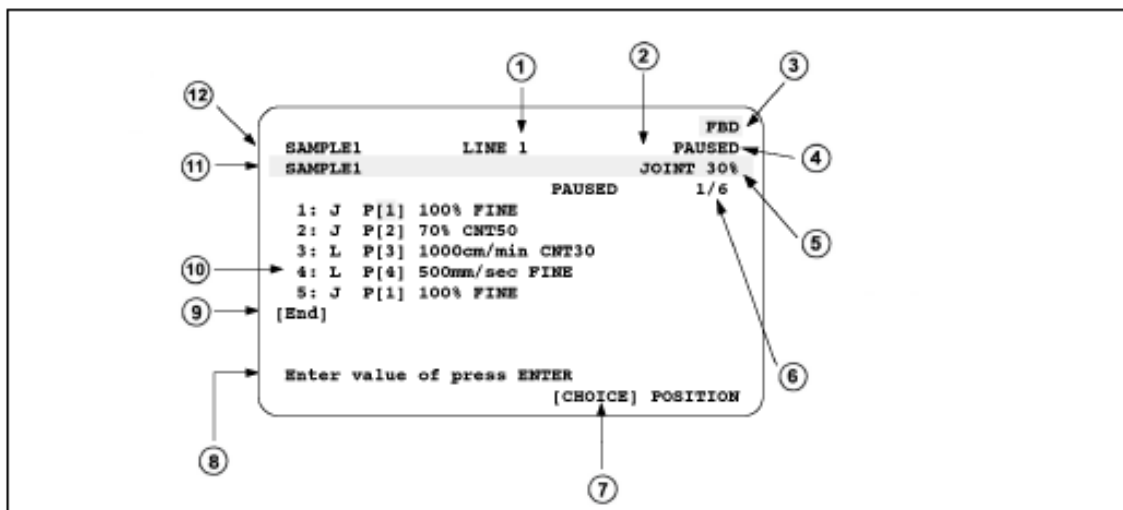 1
2
3
12
FBD
SAMPLE1 LINE 1 PAUSED
4
11
SAMPLE1 JOINT 30%
PAUSED 1/6
1: J P[1] 100% FINE
2: J P[2] 70% CNT50
5
3: L P[3] 1000cm/min CNT30
10
4: L P[4] 500mm/sec FINE
5: J P[1] 100% FINE
9
[End]
Enter value of press ENTER
6
[CHOICE] POSITION
8
7